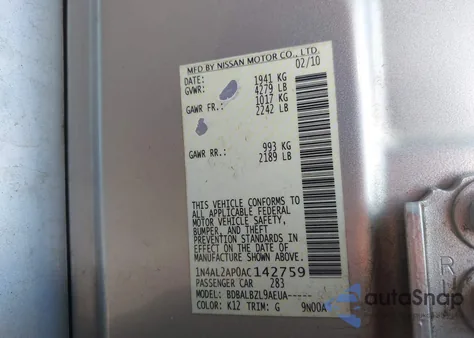 MFD BY NISSAN MOTOR CO., LTD.
02/10
DATE: 1941 KG
GVWR: 4279 LB
1017 KG
GAWR FR.: 2242 LB
993 KG
GAWR RR.: 2189 LB
THIS VEHICLE CONFORMS TO
ALL APPLICABLE FEDERAL
MOTOR VEHICLE SAFETY,
BUMPER, AND THEFT
PREVENTION STANDARDS IN
EFFECT ON THE DATE OF
MANUFACTURE SHOWN ABOVE.
1N4AL2AP0AC142759
PASSENGER CAR 283
MODEL: BDBALBZL9AEUA-----
COLOR: K12 TRIM: G 9N00A
autoSnap